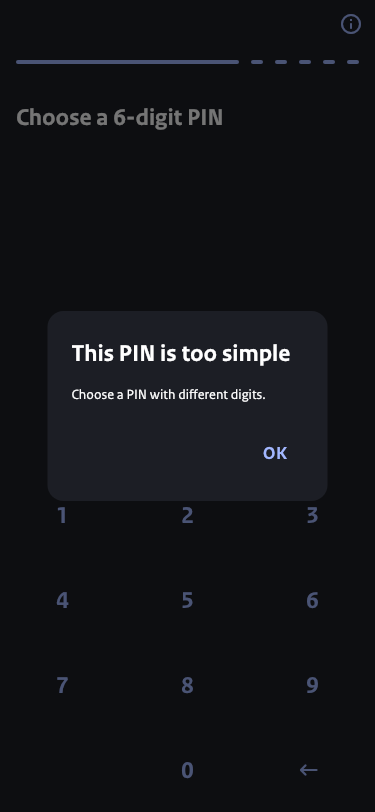 Choose a 6-digit PIN
This PIN is too simple
Choose a PIN with different digits.
OK
1 2 3
4 5 6
7 8 9
0